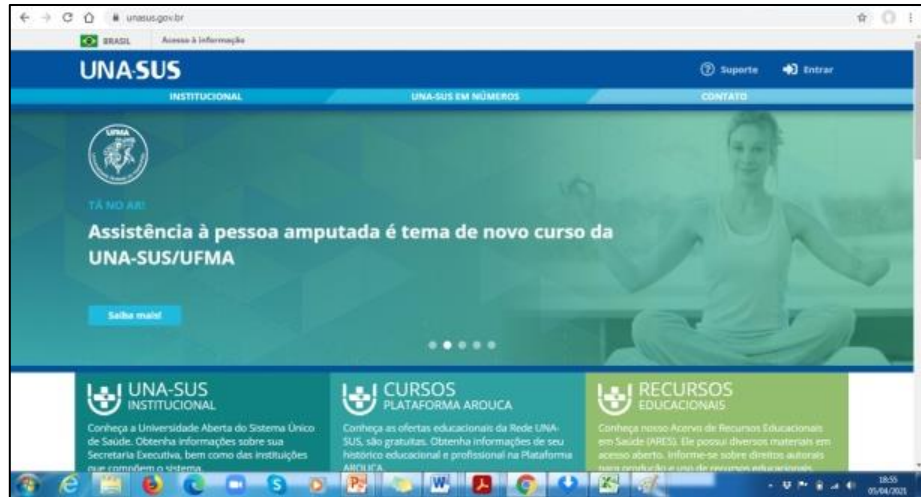 unasus.gov.br
BRASIL Acesso à informação
UNA-SUS
Suporte Entrar
INSTITUCIONAL UNA-SUS EM NÚMEROS CONTATO
UFMA
TÁ NO AR!
Assistência à pessoa amputada é tema de novo curso da
UNA-SUS/UFMA
Saiba mais!
UNA-SUS
INSTITUCIONAL
Conheça a Universidade Aberta do Sistema Único
de Saúde. Obtenha informações sobre sua
Secretaria Executiva, bem como das instituições
que compõem o sistema.
CURSOS
PLATAFORMA AROUCA
Conheça as ofertas educacionais da Rede UNA-
SUS, são gratuitas. Obtenha informações de seu
histórico educacional e profissional na Plataforma
AROUCA.
RECURSOS
EDUCACIONAIS
Conheça nosso Acervo de Recursos Educacionais
em Saúde (ARES). Ele possui diversos materiais em
acesso aberto. Informe-se sobre direitos autorais
para produção e uso de recursos educacionais
18:55
05/04/2021